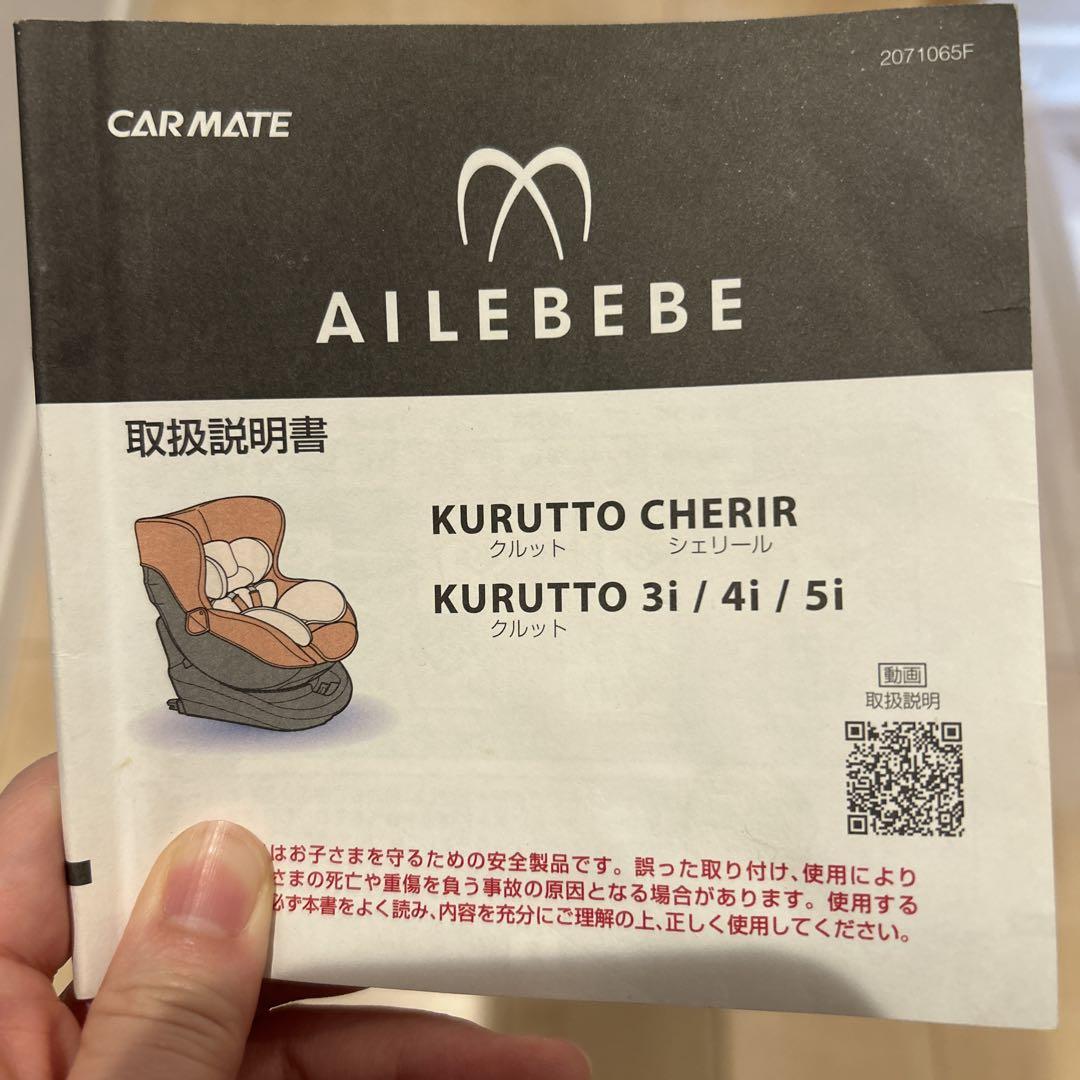 2071065F
CARMATE
AILEBEBE
取扱説明書
KURUTTO CHERIR
クルット シェリール
KURUTTO 3i / 4i / 5i
クルット
動画
取扱説明
はお子さまを守るための安全製品です。誤った取り付け、使用により
さまの死亡や重傷を負う事故の原因となる場合があります。使用する
必ず本書をよく読み、内容を充分にご理解の上、正しく使用してください。